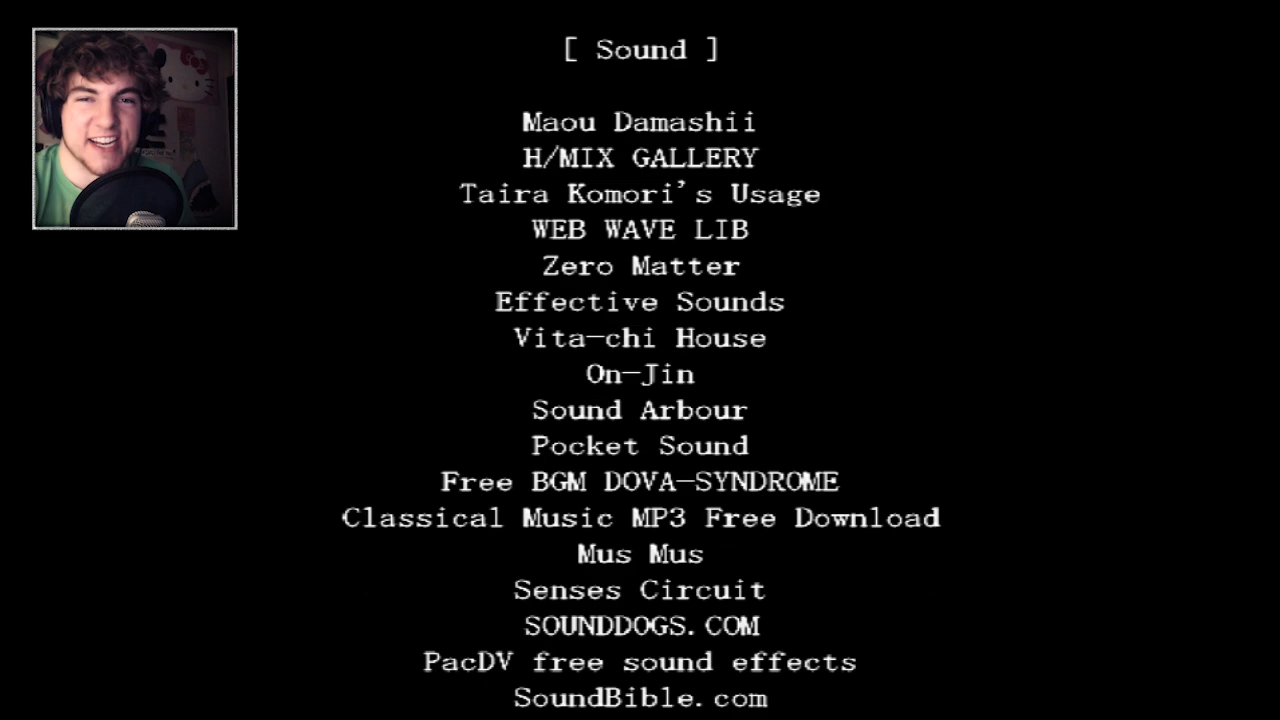 [ Sound ]
Maou Damashii
H/MIX GALLERY
Taira Komori's Usage
WEB WAVE LIB
Zero Matter
Effective Sounds
Vita-chi House
On-Jin
Sound Arbour
Pocket Sound
Free BGM DOVA-SYNDROME
Classical Music MP3 Free Download
Mus Mus
Senses Circuit
SOUNDDOGS.COM
PacDV free sound effects
SoundBible.com